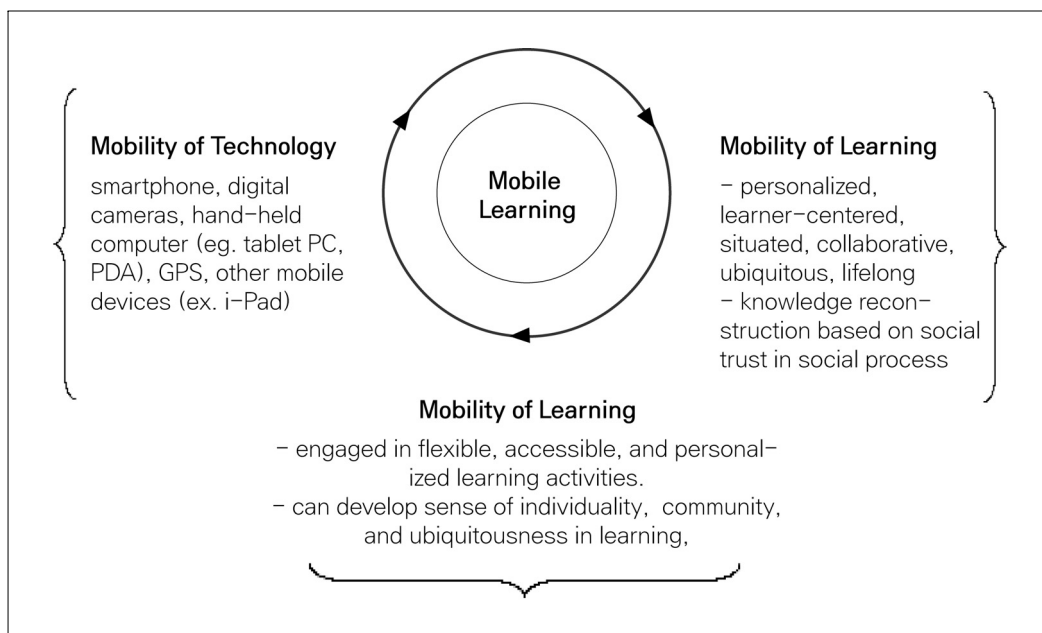 Mobility of Technology
smartphone, digital
cameras, hand-held
computer (eg. tablet PC,
PDA), GPS, other mobile
devices (ex. i-Pad)
Mobile
Learning
Mobility of Learning
- personalized,
learner-centered,
situated, collaborative,
ubiquitous, lifelong
- knowledge recon-
struction based on social
trust in social process
Mobility of Learning
- engaged in flexible, accessible, and personal-
ized learning activities.
- can develop sense of individuality, community,
and ubiquitousness in learning,